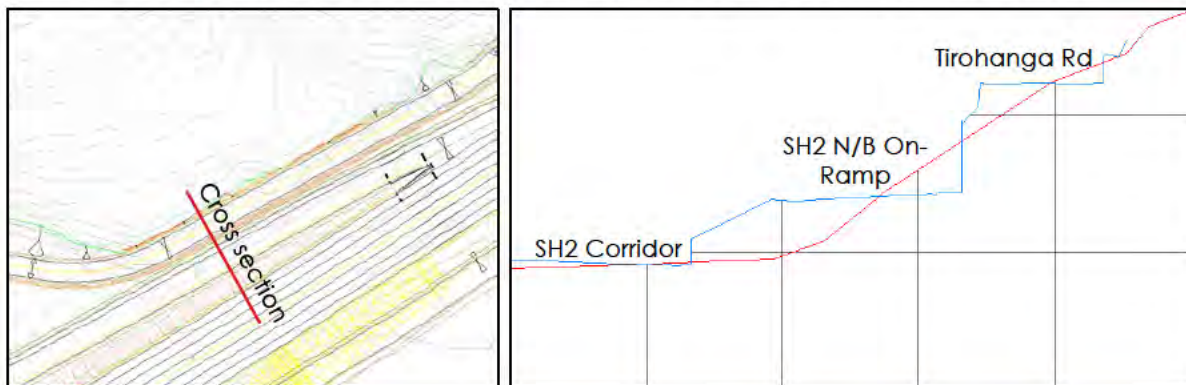 Cross section
Tirohanga Rd
SH2 N/B On-
Ramp
SH2 Corridor